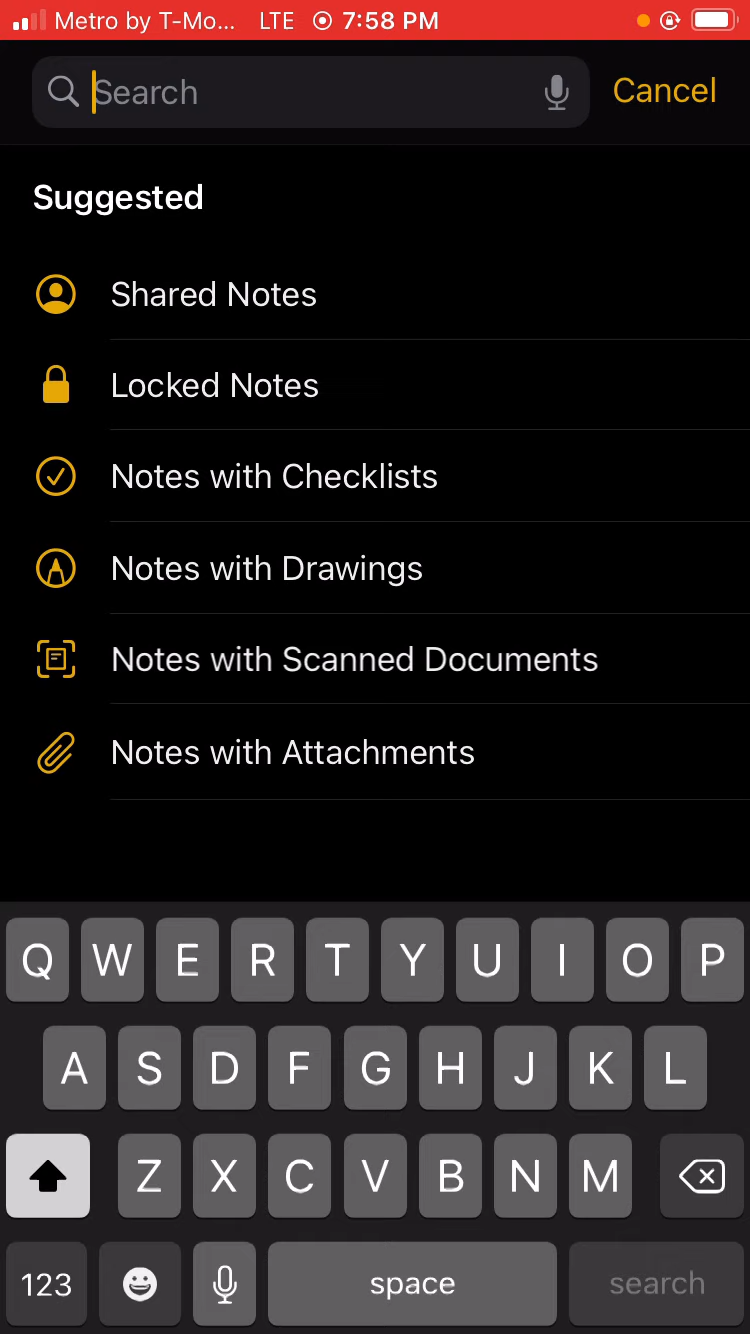 Metro by T-Mo... LTE 7:58 PM
Search Cancel
Suggested
Shared Notes
Locked Notes
Notes with Checklists
Notes with Drawings
Notes with Scanned Documents
Notes with Attachments
Q W E R T Y U I O P
A S D F G H J K L
Z X C V B N M
123 space search